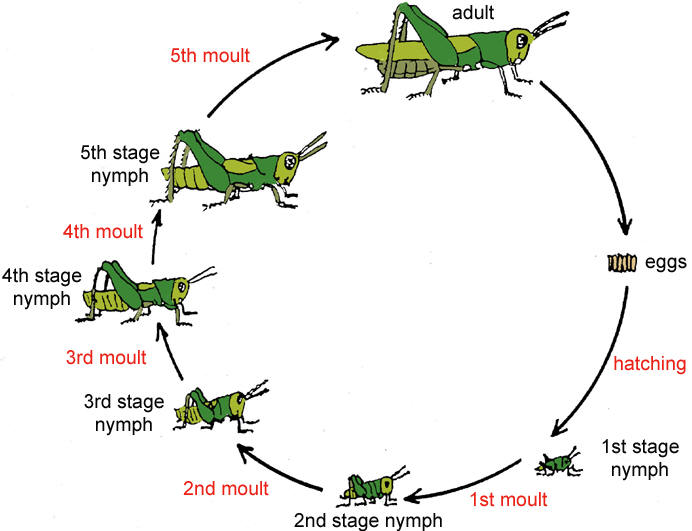 adult
eggs
hatching
1st stage
nymph
1st moult
2nd stage nymph
2nd moult
3rd stage
nymph
3rd moult
4th stage
nymph
4th moult
5th stage
nymph
5th moult